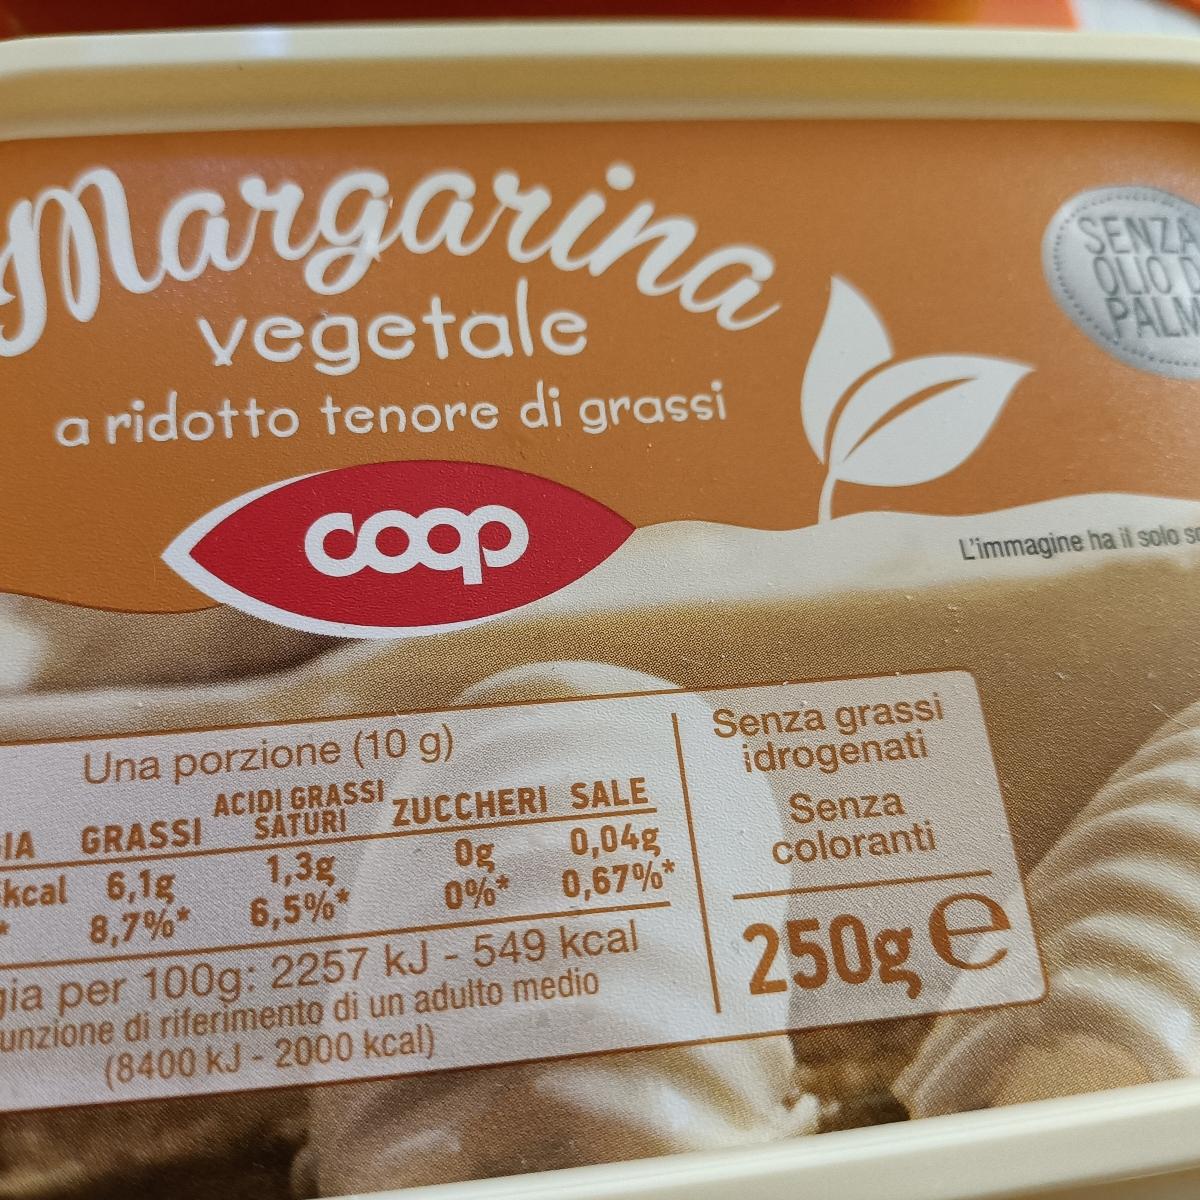 Margarina
vegetale
a ridotto tenore di grassi
coop
SENZA
OLIO D
PALM
L'immagine ha il solo sc
Una porzione (10 g)
GIA GRASSI ACIDI GRASSI SATURI ZUCCHERI SALE
kcal 6,1g 1,3g 0g 0,04g
* 8,7%* 6,5%* 0%* 0,67%*
gia per 100g: 2257 kJ - 549 kcal
unzione di riferimento di un adulto medio
(8400 kJ - 2000 kcal)
Senza grassi
idrogenati
Senza
coloranti
250g e